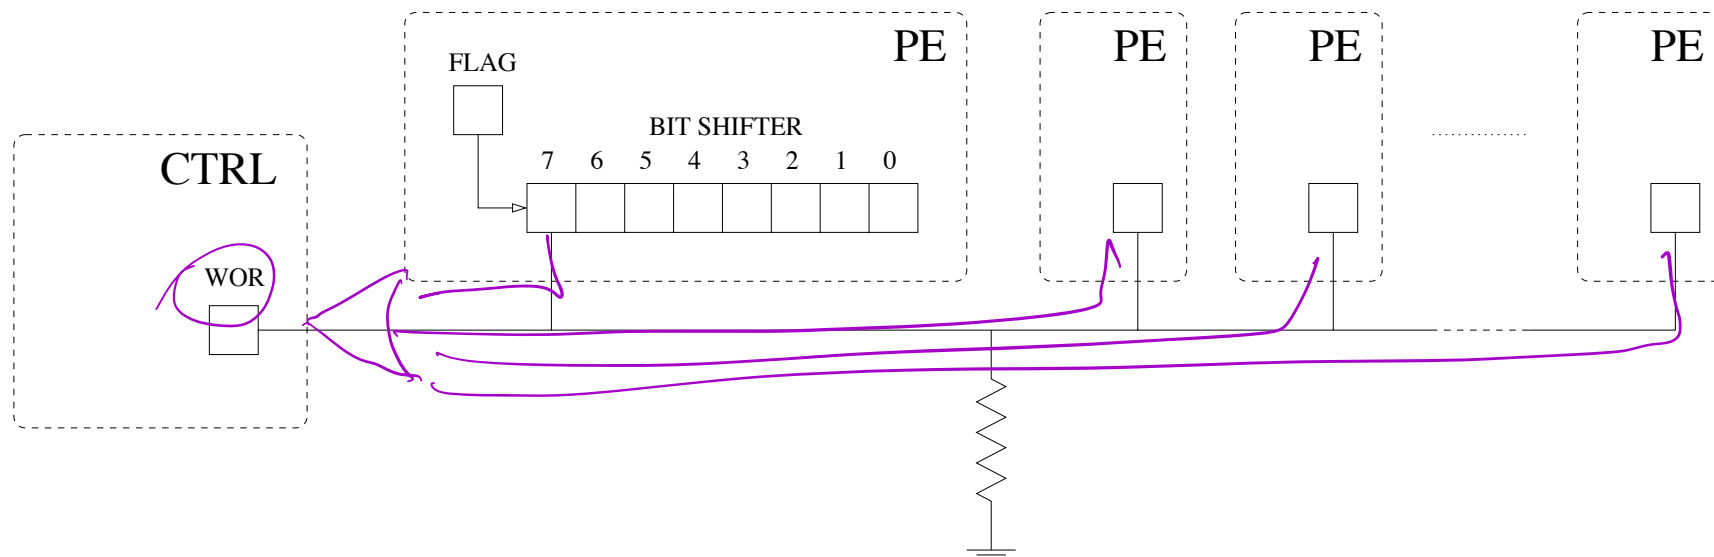 PE PE PE PE
FLAG
BIT SHIFTER
7 6 5 4 3 2 1 0
CTRL
WOR